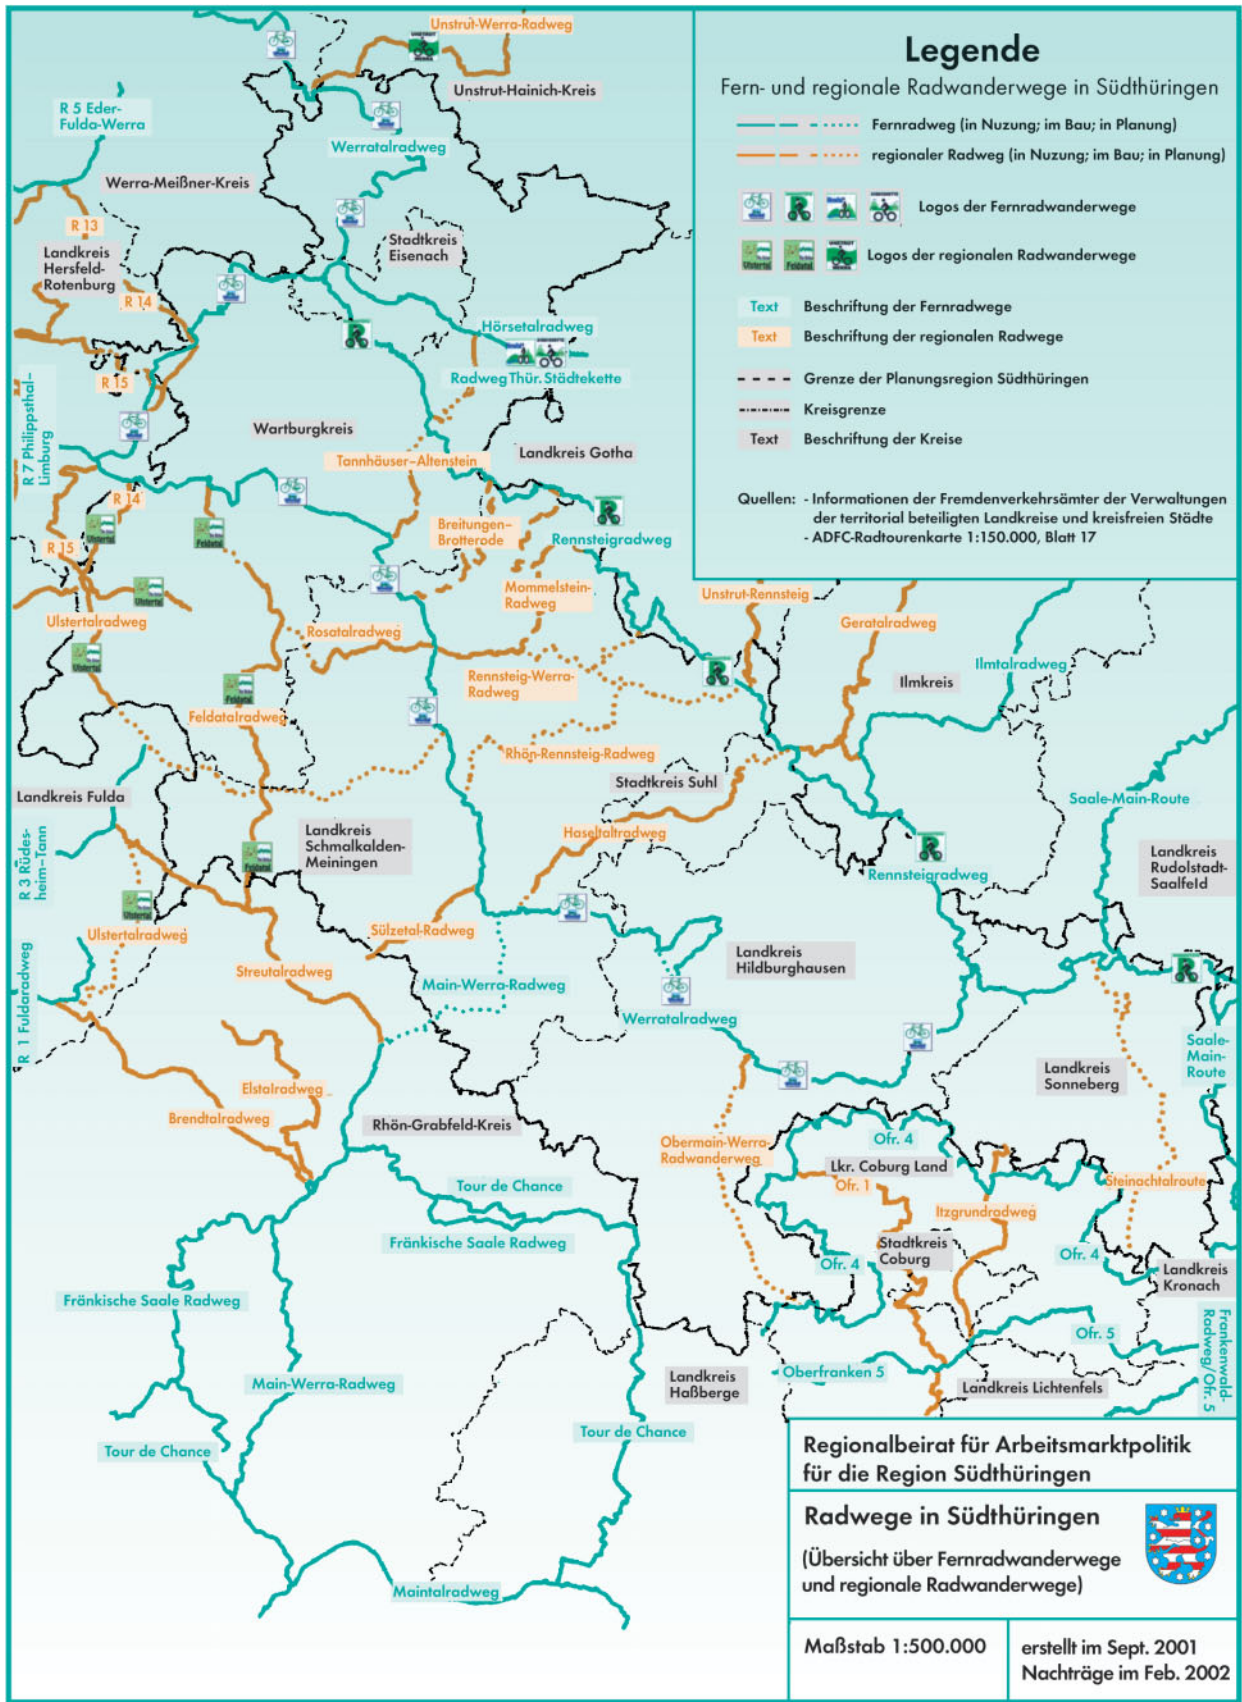 Unstrut-Werra-Radweg
Unstrut-Hainich-Kreis
R 5 Eder-
Fulda-Werra
Werratalradweg
Werra-Meißner-Kreis
R 13
Landkreis
Hersfeld-
Rotenburg
Stadtkreis
Eisenach
R 14
Hörsetalradweg
R 15
Radweg Thür. Städtekette
R 7 Philippsthal-
Limburg
Wartburgkreis
Landkreis Gotha
Tannhäuser-Altenstein
R 14
Ulstertal
Feldatal
Breitungen-
Brotterode
Rennsteigradweg
R 15
Ulstertal
Mommelstein-
Radweg
Unstrut-Rennsteig
Ulstertalradweg
Rosatalradweg
Geratalradweg
Ulstertal
Ilmtalradweg
Rennsteig-Werra-
Radweg
Ilmkreis
Feldatal
Feldatalradweg
Rhön-Rennsteig-Radweg
Stadtkreis Suhl
Landkreis Fulda
Saale-Main-Route
Landkreis
Schmalkalden-
Meiningen
Haseltalradweg
R 3 Rüdes-
heim-Tann
Feldatal
Landkreis
Rudolstadt-
Saalfeld
Rennsteigradweg
Ulstertal
Ulstertalradweg
Sülzetal-Radweg
Streutalradweg
Landkreis
Hildburghausen
Main-Werra-Radweg
R 1 Fuldaradweg
Werratalradweg
Saale-
Main-
Route
Landkreis
Sonneberg
Elstalradweg
Brendtalradweg
Rhön-Grabfeld-Kreis
Obermain-Werra-
Radwanderweg
Ofr. 4
Lkr. Coburg Land
Ofr. 1
Steinachtalroute
Tour de Chance
Itzgrundradweg
Fränkische Saale Radweg
Stadtkreis
Coburg
Ofr. 4
Ofr. 4
Landkreis
Kronach
Fränkische Saale Radweg
Frankenwald-
Radweg/Ofr. 5
Ofr. 5
Main-Werra-Radweg
Landkreis
Haßberge
Oberfranken 5
Landkreis Lichtenfels
Tour de Chance
Tour de Chance
Maintalradweg
Legende
Fern- und regionale Radwanderwege in Südthüringen
Fernradweg (in Nuzung; im Bau; in Planung)
regionaler Radweg (in Nuzung; im Bau; in Planung)
Logos der Fernradwanderwege
Ulstertal
Feldatal
Logos der regionalen Radwanderwege
Text Beschriftung der Fernradwege
Text Beschriftung der regionalen Radwege
Grenze der Planungsregion Südthüringen
Kreisgrenze
Text Beschriftung der Kreise
Quellen: - Informationen der Fremdenverkehrsämter der Verwaltungen
der territorial beteiligten Landkreise und kreisfreien Städte
- ADFC-Radtourenkarte 1:150.000, Blatt 17
Regionalbeirat für Arbeitsmarktpolitik
für die Region Südthüringen
Radwege in Südthüringen
(Übersicht über Fernradwanderwege
und regionale Radwanderwege)
Maßstab 1:500.000
erstellt im Sept. 2001
Nachträge im Feb. 2002